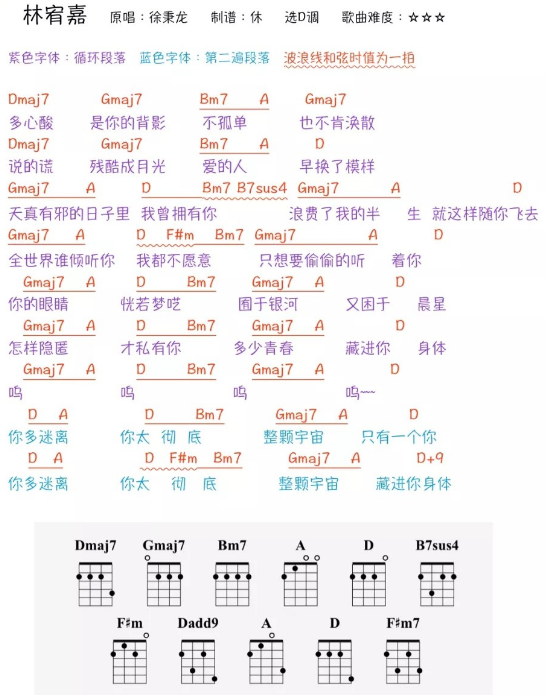 林宥嘉 原唱：徐秉龙 制谱：休 选D调 歌曲难度：☆☆☆
紫色字体：循环段落 蓝色字体：第二遍段落 波浪线和弦时值为一拍
Dmaj7 Gmaj7 Bm7 A Gmaj7
多心酸 是你的背影 不孤单 也不肯涣散
Dmaj7 Gmaj7 Bm7 A D
说的谎 残酷成月光 爱的人 早换了模样
Gmaj7 A D Bm7 B7sus4 Gmaj7 A D
天真有邪的日子里 我曾拥有你 浪费了我的半 生 就这样随你飞去
Gmaj7 A D F#m Bm7 Gmaj7 A D
全世界谁倾听你 我都不愿意 只想要偷偷的听 着你
Gmaj7 A D Bm7 Gmaj7 A D
你的眼睛 恍若梦呓 囿于银河 又困于 晨星
Gmaj7 A D Bm7 Gmaj7 A D
怎样隐匿 才私有你 多少青春 藏进你 身体
Gmaj7 A D Bm7 Gmaj7 A D
呜 呜 呜 呜~~
D A D Bm7 Gmaj7 A D
你多迷离 你太 彻 底 整颗宇宙 只有一个你
D A D F#m Bm7 Gmaj7 A D+9
你多迷离 你太 彻 底 整颗宇宙 藏进你身体
Dmaj7 Gmaj7 Bm7 A D B7sus4
F#m Dadd9 A D F#m7